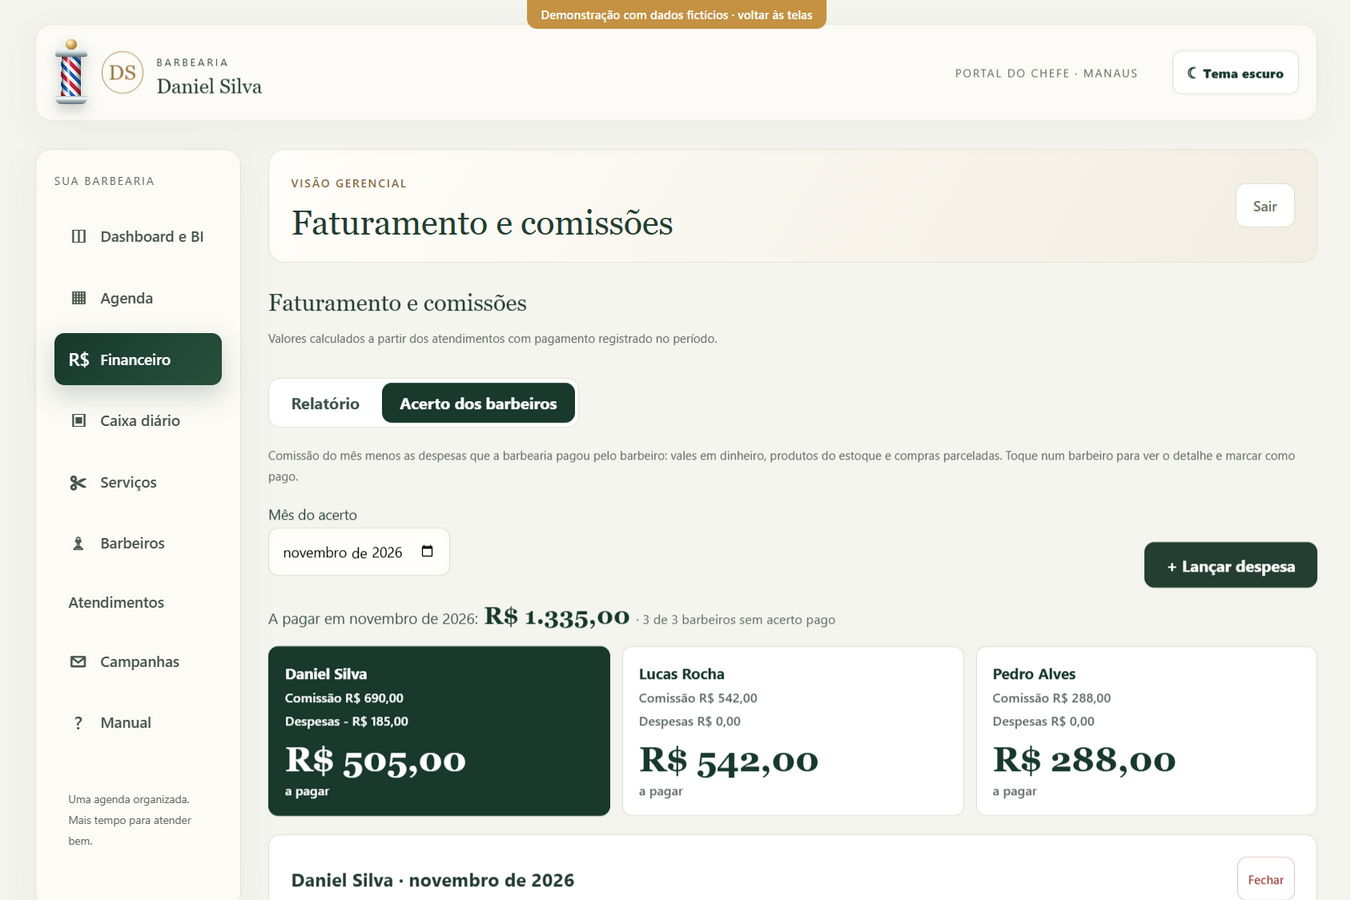 Demonstração com dados fictícios · voltar às telas
DS
BARBEARIA
Daniel Silva
PORTAL DO CHEFE · MANAUS
☾ Tema escuro
SUA BARBEARIA
Dashboard e BI
Agenda
R$ Financeiro
Caixa diário
Serviços
Barbeiros
Atendimentos
Campanhas
? Manual
Uma agenda organizada.
Mais tempo para atender
bem.
VISÃO GERENCIAL
Faturamento e comissões
Sair
Faturamento e comissões
Valores calculados a partir dos atendimentos com pagamento registrado no período.
Relatório
Acerto dos barbeiros
Comissão do mês menos as despesas que a barbearia pagou pelo barbeiro: vales em dinheiro, produtos do estoque e compras parceladas. Toque num barbeiro para ver o detalhe e marcar como
pago.
Mês do acerto
novembro de 2026
+ Lançar despesa
A pagar em novembro de 2026: R$ 1.335,00 · 3 de 3 barbeiros sem acerto pago
Daniel Silva
Comissão R$ 690,00
Despesas - R$ 185,00
R$ 505,00
a pagar
Lucas Rocha
Comissão R$ 542,00
Despesas R$ 0,00
R$ 542,00
a pagar
Pedro Alves
Comissão R$ 288,00
Despesas R$ 0,00
R$ 288,00
a pagar
Daniel Silva · novembro de 2026
Fechar